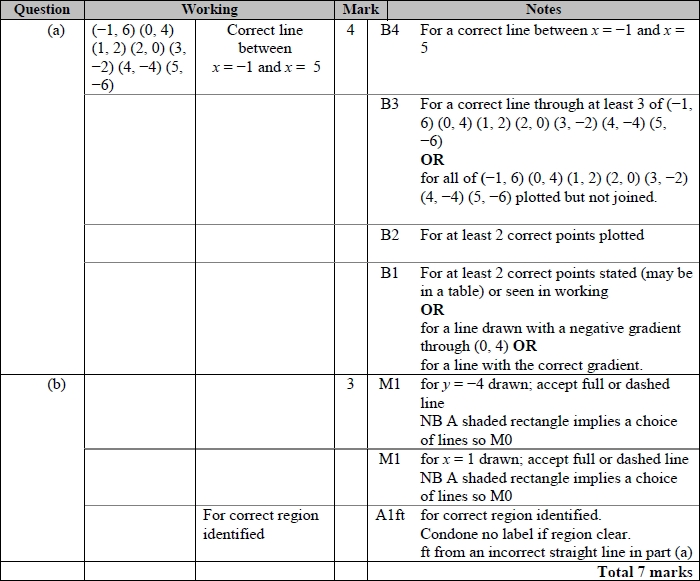 Question Working Mark Notes
(a) (−1, 6) (0, 4) Correct line 4 B4 For a correct line between x = −1 and x =
(1, 2) (2, 0) (3, between 5
−2) (4, −4) (5, x = −1 and x = 5
−6)
B3 For a correct line through at least 3 of (−1,
6) (0, 4) (1, 2) (2, 0) (3, −2) (4, −4) (5,
−6)
OR
for all of (−1, 6) (0, 4) (1, 2) (2, 0) (3, −2)
(4, −4) (5, −6) plotted but not joined.
B2 For at least 2 correct points plotted
B1 For at least 2 correct points stated (may be
in a table) or seen in working
OR
for a line drawn with a negative gradient
through (0, 4) OR
for a line with the correct gradient.
(b) 3 M1 for y = −4 drawn; accept full or dashed
line
NB A shaded rectangle implies a choice
of lines so M0
M1 for x = 1 drawn; accept full or dashed line
NB A shaded rectangle implies a choice
of lines so M0
For correct region A1ft for correct region identified.
identified Condone no label if region clear.
ft from an incorrect straight line in part (a)
Total 7 marks